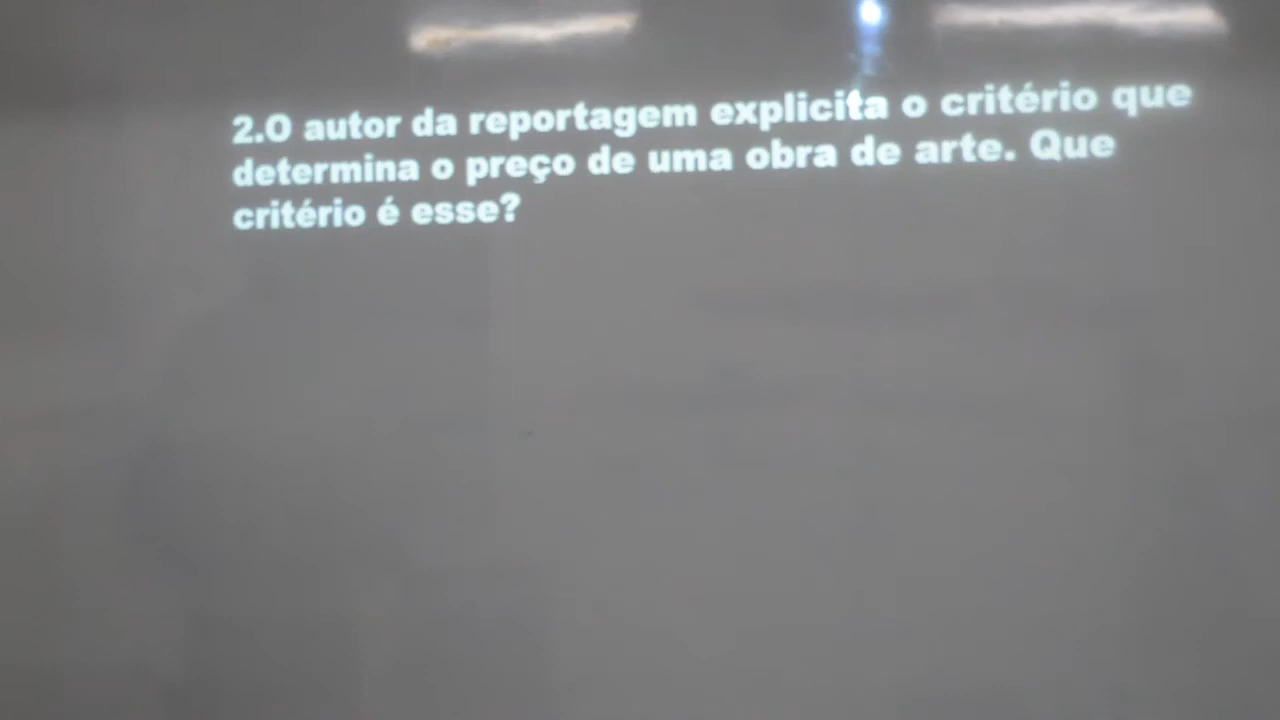 2.O autor da reportagem explicita o critério que
determina o preço de uma obra de arte. Que
critério é esse?